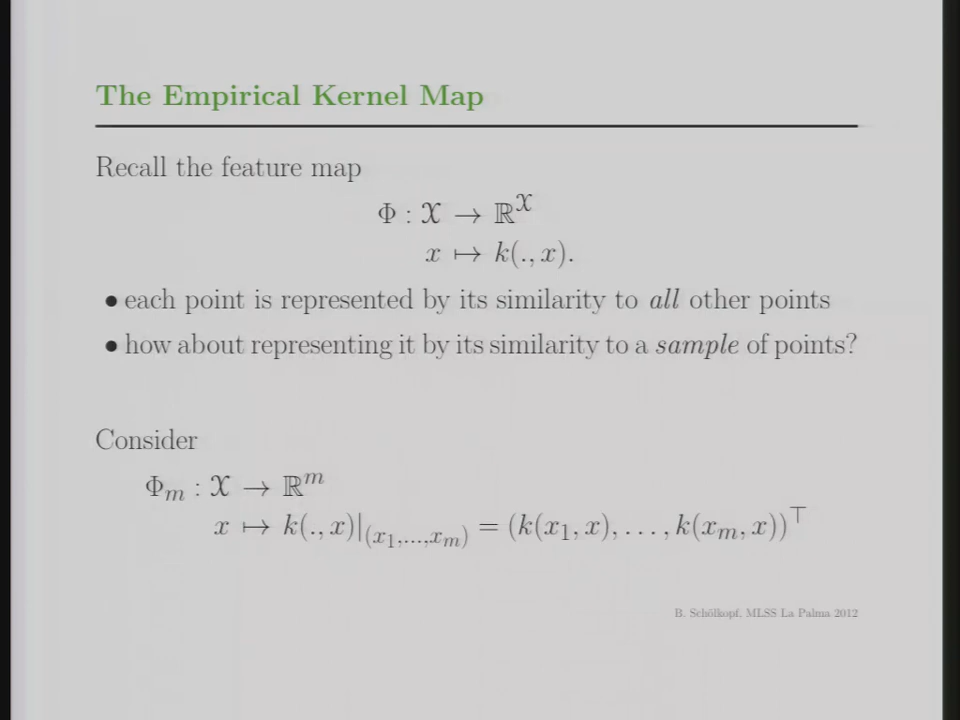 The Empirical Kernel Map
Recall the feature map
Φ : 𝒳 → ℝ^𝒳
x ↦ k(., x).
• each point is represented by its similarity to all other points
• how about representing it by its similarity to a sample of points?
Consider
Φ_m : 𝒳 → ℝ^m
x ↦ k(., x)|_(x_1,...,x_m) = (k(x_1, x), . . . , k(x_m, x))^⊤
B. Schölkopf, MLSS La Palma 2012